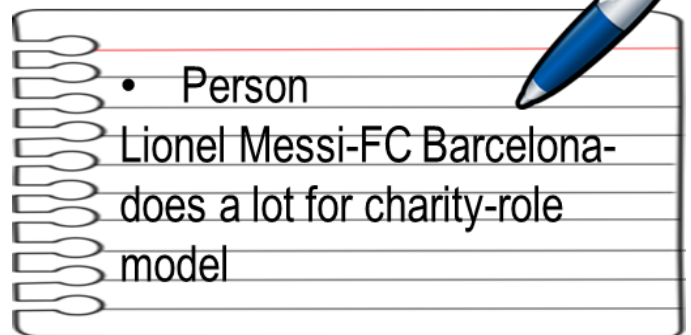 • Person
Lionel Messi-FC Barcelona-
does a lot for charity-role
model